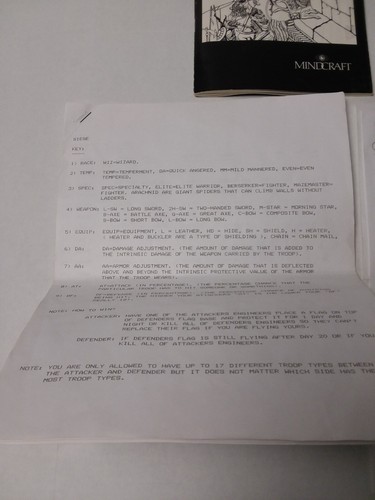 MINDCRAFT
SIEGE
KEY:
1: RACE: WIZ=WIZARD.
2: TEMP: TEMP=TEMPERMENT, QA=QUICK ANGERED, MM=MILD MANNERED, EVEN=EVEN
TEMPERED.
3: SPEC: SPEC=SPECIALTY, ELITE=ELITE WARRIOR, BERSEKER=FIGHTER, MACEMASTER=
FIGHTER, ARACHNID ARE GIANT SPIDERS THAT CAN CLIMB WALLS WITHOUT
LADDERS.
4: WEAPON: L-SW = LONG SWORD, 2H-SW = TWO-HANDED SWORD, M-STAR = MORNING STAR,
B-AXE = BATTLE AXE, G-AXE = GREAT AXE, C-BOW = COMPOSITE BOW,
S-BOW = SHORT BOW, L-BOW = LONG BOW.
5: EQUIP: EQUIP=EQUIPMENT, L = LEATHER, HD = HIDE, SH = SHIELD, H = HEATER,
( HEATER AND BUCKLER ARE A TYPE OF SHIELDING ), CHAIN = CHAIN MAIL,
6: DA: DA=DAMAGE ADJUSTMENT. (THE AMOUNT OF DAMAGE THAT IS ADDED TO
THE INTRINSIC DAMAGE OF THE WEAPON CARRIED BY THE TROOP).
7: AA: AA=ARMOR ADJUSTMENT. (THE AMOUNT OF DAMAGE THAT IS DEFLECTED
ABOVE AND BEYOND THE INTRINSIC PROTECTIVE VALUE OF THE ARMOR
THAT THE TROOP WEARS).
NOTE: HOW TO WIN?
ATTACKER: HAVE ONE OF THE ATTACKERS ENGINEERS PLACE A FLAG ON TOP
OF DEFENDERS FLAG BASE AND PROTECT IT FOR 1 DAY AND
NIGHT OR KILL ALL OF DEFENDERS ENGINEERS SO THEY CAN'T
REPLACE THEIR FLAG IF YOU ARE FLYING YOURS.
DEFENDER: IF DEFENDERS FLAG IS STILL FLYING AFTER DAY 35 OR IF YOU
KILL ALL OF ATTACKERS ENGINEERS.
NOTE: YOU ARE ONLY ALLOWED TO HAVE UP TO 17 DIFFERENT TROOP TYPES BETWEEN
THE ATTACKER AND DEFENDER BUT IT DOES NOT MATTER WHICH SIDE HAS THE
MOST TROOP TYPES.